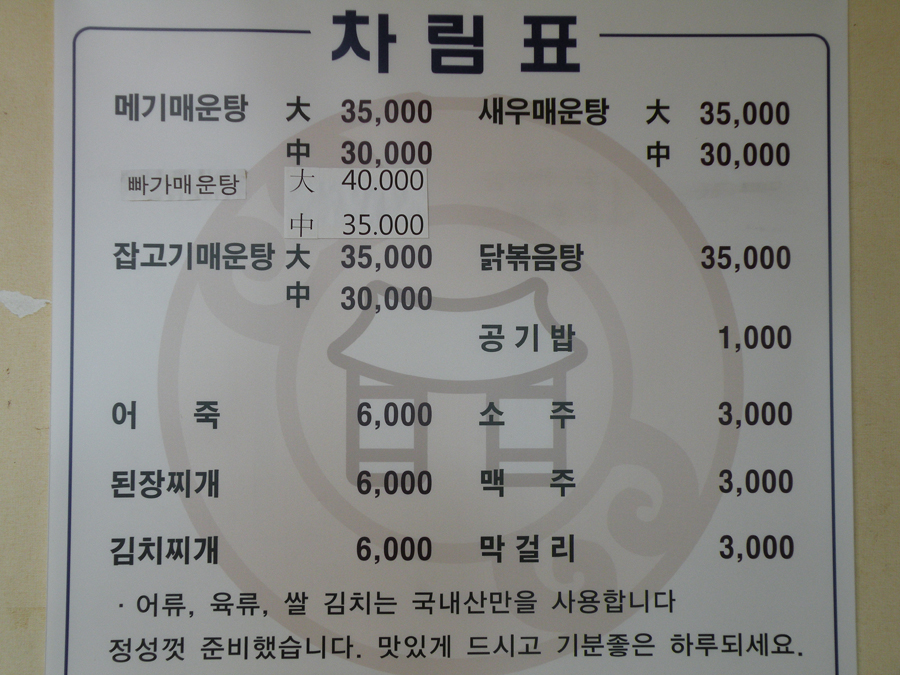 차림표
메기매운탕 大 35,000 새우매운탕 大 35,000
中 30,000 中 30,000
빠가매운탕 大 40.000
中 35.000
잡고기매운탕 大 35,000 닭볶음탕 35,000
中 30,000
공기밥 1,000
어 죽 6,000 소 주 3,000
된장찌개 6,000 맥 주 3,000
김치찌개 6,000 막걸리 3,000
· 어류, 육류, 쌀 김치는 국내산만을 사용합니다
정성껏 준비했습니다. 맛있게 드시고 기분좋은 하루되세요.